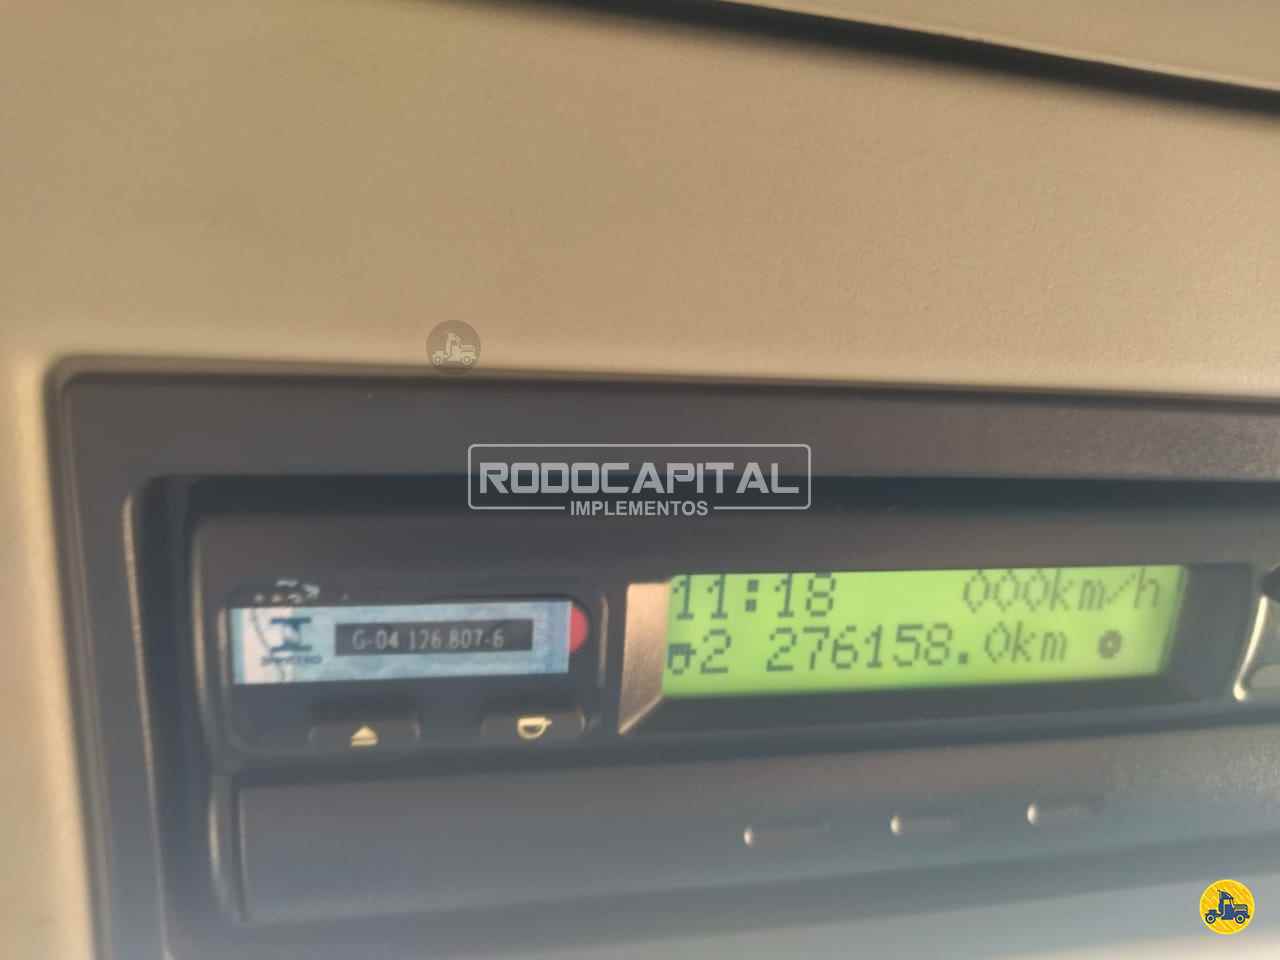 RODOCAPITAL
IMPLEMENTOS
11:18 000km/h
2 276158.0km
G-04 126.807-6